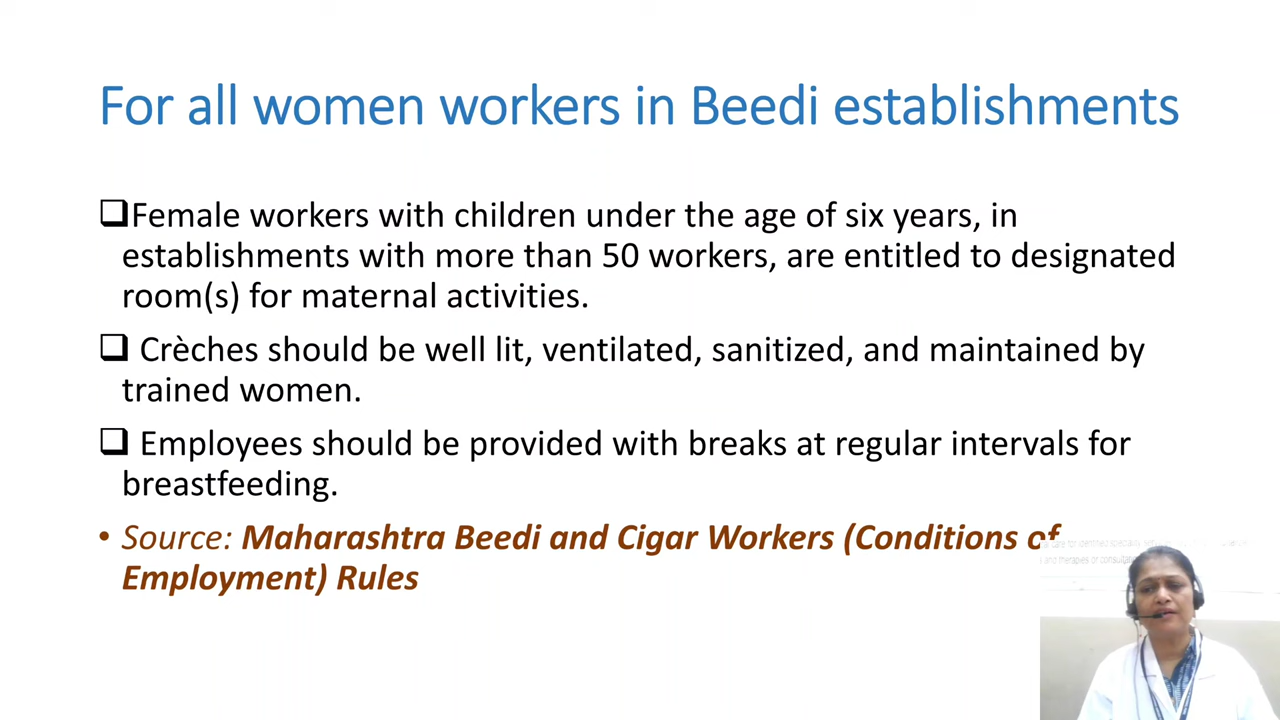 For all women workers in Beedi establishments
❑Female workers with children under the age of six years, in
establishments with more than 50 workers, are entitled to designated
room(s) for maternal activities.
❑ Crèches should be well lit, ventilated, sanitized, and maintained by
trained women.
❑ Employees should be provided with breaks at regular intervals for
breastfeeding.
• Source: Maharashtra Beedi and Cigar Workers (Conditions of
Employment) Rules
and therapies or